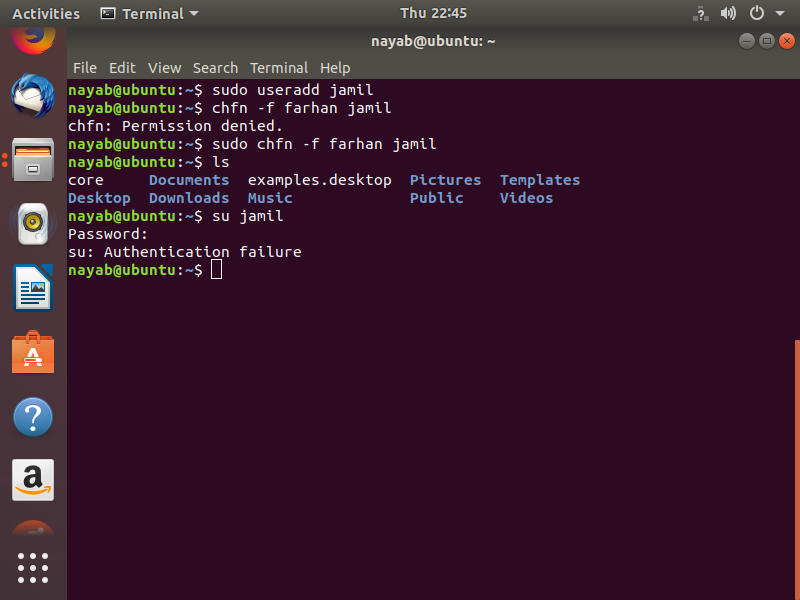 Activities Terminal Thu 22:45
nayab@ubuntu: ~
File Edit View Search Terminal Help
nayab@ubuntu:~$ sudo useradd jamil
nayab@ubuntu:~$ chfn -f farhan jamil
chfn: Permission denied.
nayab@ubuntu:~$ sudo chfn -f farhan jamil
nayab@ubuntu:~$ ls
core Documents examples.desktop Pictures Templates
Desktop Downloads Music Public Videos
nayab@ubuntu:~$ su jamil
Password:
su: Authentication failure
nayab@ubuntu:~$